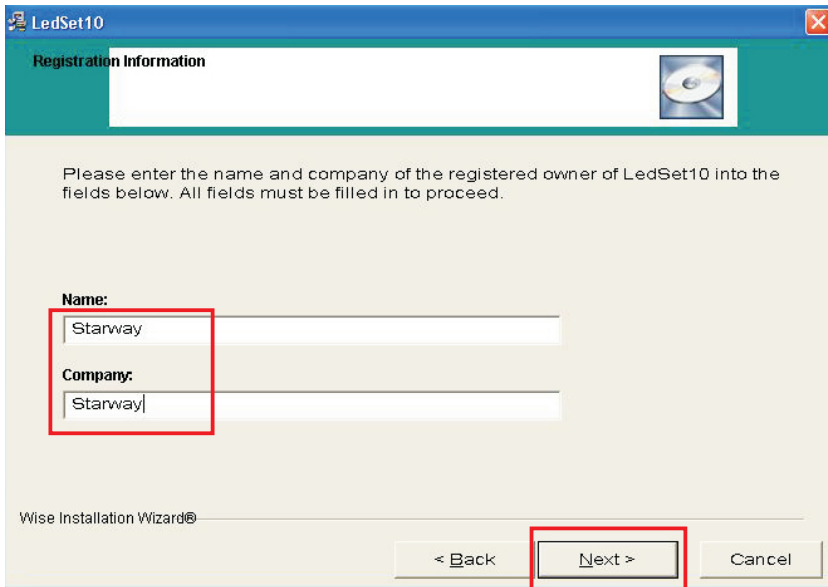 LedSet10
Registration Information
Please enter the name and company of the registered owner of LedSet10 into the
fields below. All fields must be filled in to proceed.
Name:
Starway
Company:
Starway
Wise Installation Wizard®
< Back Next > Cancel